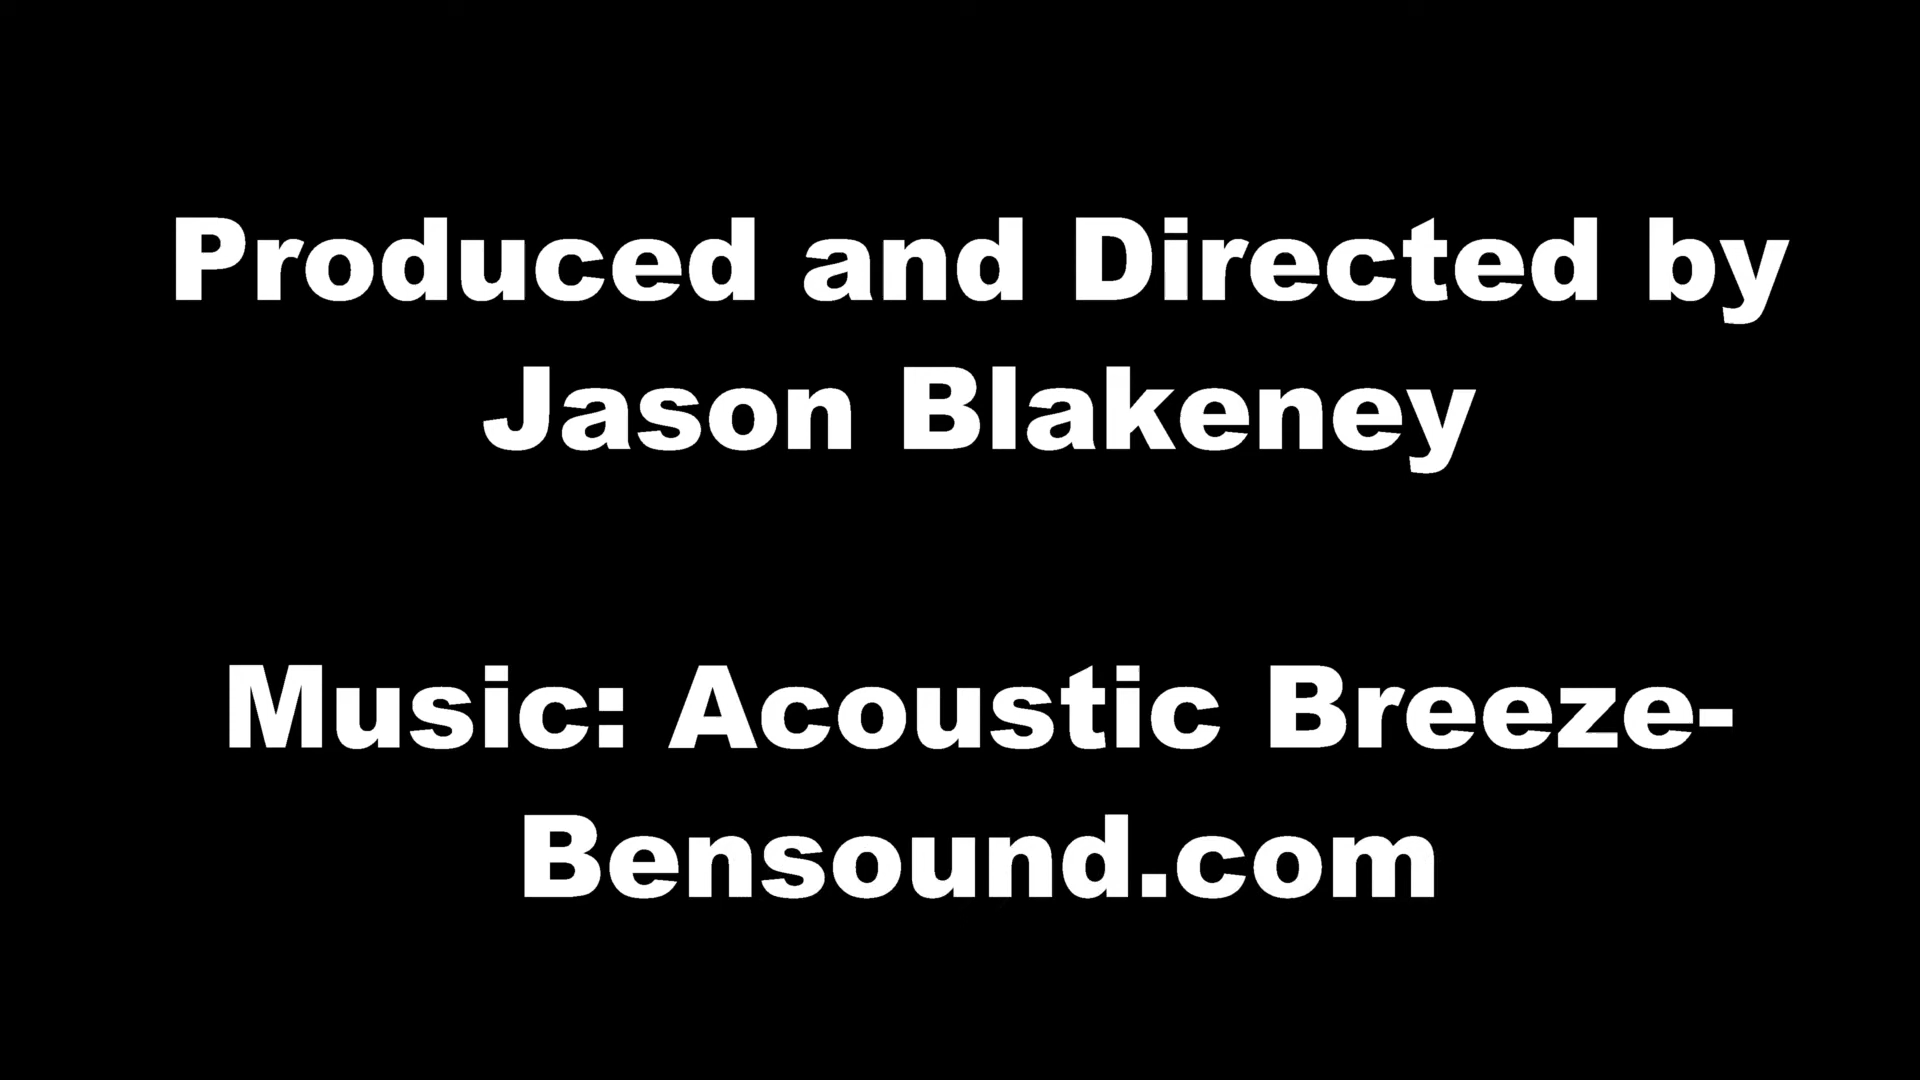 Produced and Directed by
Jason Blakeney
Music: Acoustic Breeze-
Bensound.com